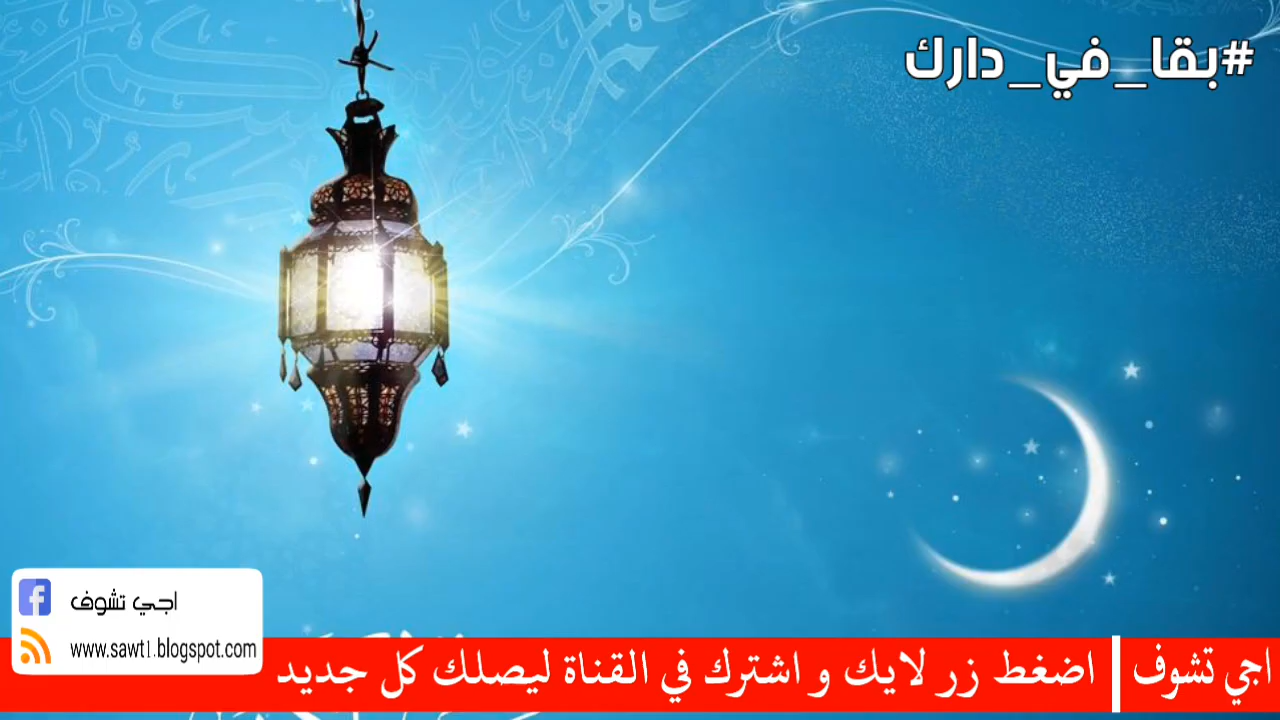 #بقا_في_دارك
اجي تشوف
www.sawt1.blogspot.com
اجي تشوف | اضغط زر لايك و اشترك في القناة ليصلك كل جديد